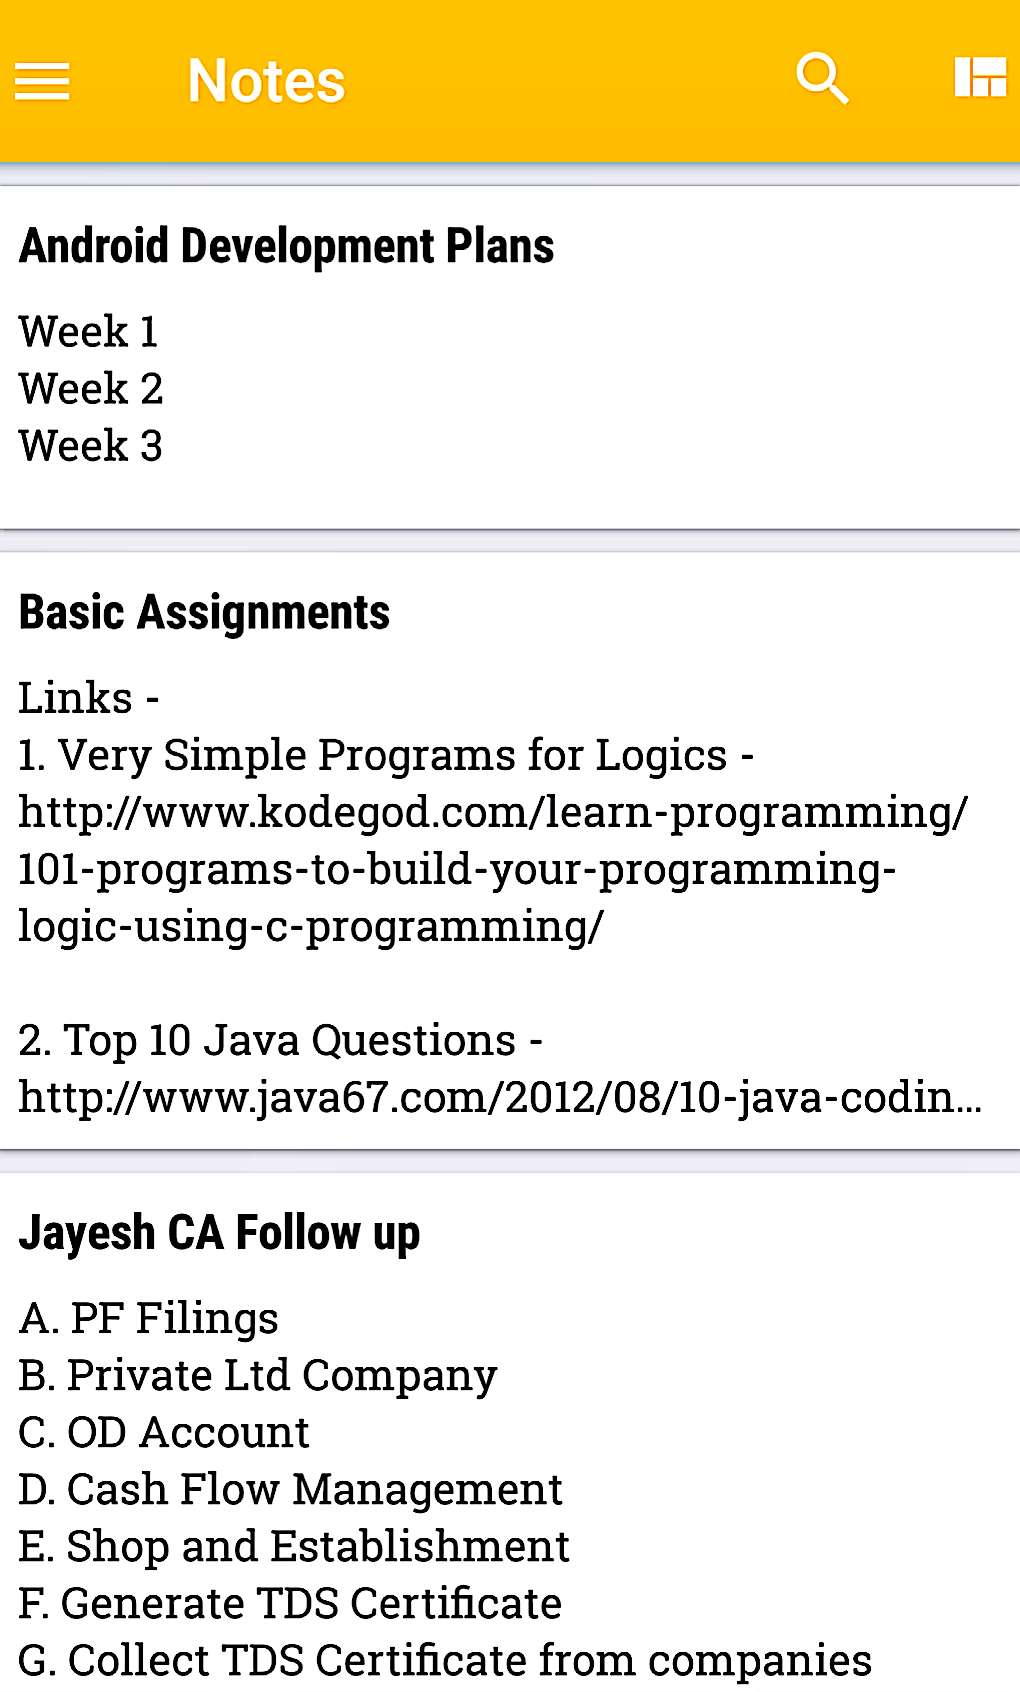 Notes
Android Development Plans
Week 1
Week 2
Week 3
Basic Assignments
Links -
1. Very Simple Programs for Logics -
http://www.kodegod.com/learn-programming/
101-programs-to-build-your-programming-
logic-using-c-programming/
2. Top 10 Java Questions -
http://www.java67.com/2012/08/10-java-codin...
Jayesh CA Follow up
A. PF Filings
B. Private Ltd Company
C. OD Account
D. Cash Flow Management
E. Shop and Establishment
F. Generate TDS Certificate
G. Collect TDS Certificate from companies